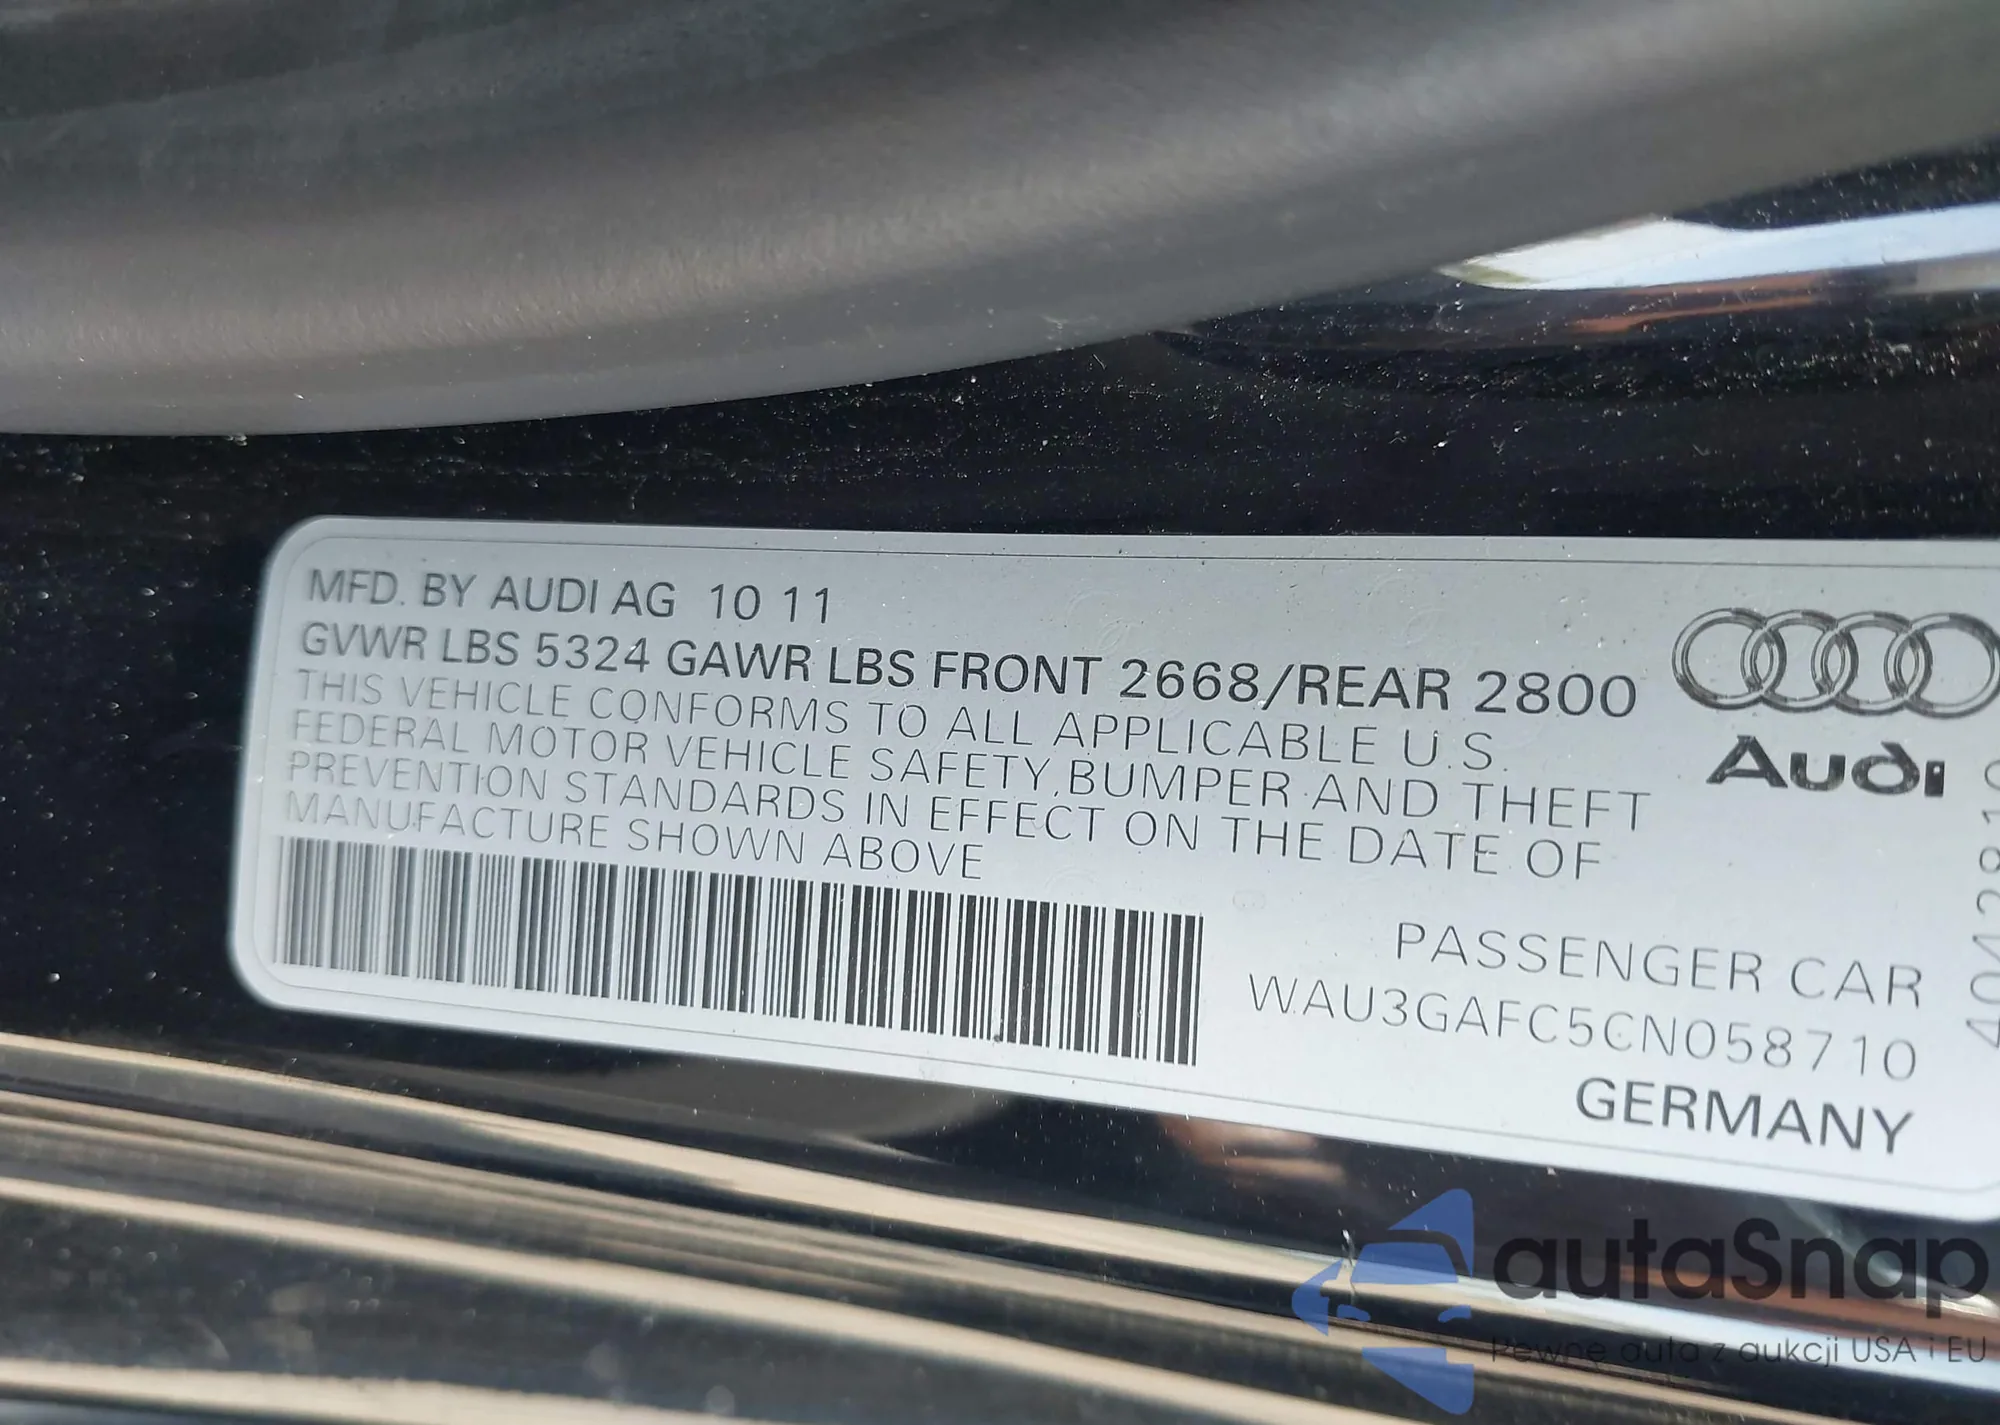 MFD. BY AUDI AG 10 11
GVWR LBS 5324 GAWR LBS FRONT 2668/REAR 2800
THIS VEHICLE CONFORMS TO ALL APPLICABLE U.S.
FEDERAL MOTOR VEHICLE SAFETY,BUMPER AND THEFT
PREVENTION STANDARDS IN EFFECT ON THE DATE OF
MANUFACTURE SHOWN ABOVE
Audi
PASSENGER CAR
WAU3GAFC5CN058710
GERMANY
autaSnap
Pewne auta z aukcji USA i EU